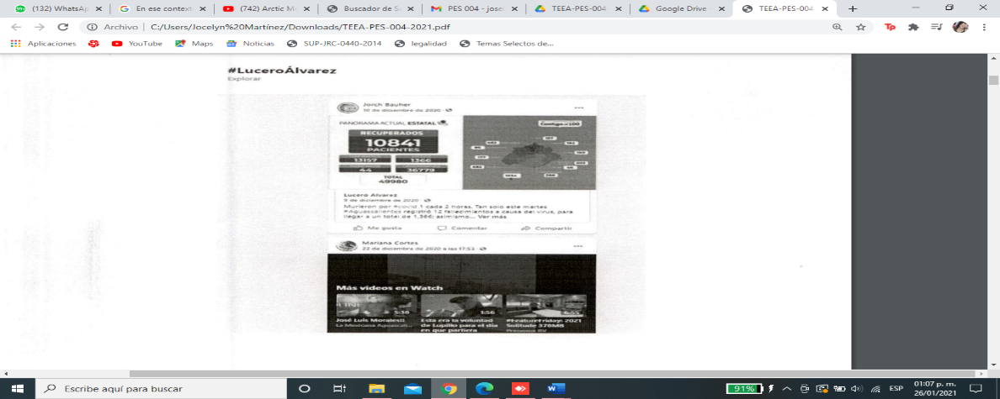 (132) WhatsAp
En ese context
(742) Arctic M
Buscador de S
PES 004 - jose
TEEA-PES-004
Google Drive -
TEEA-PES-004
Archivo | C:/Users/Jocelyn%20Martínez/Downloads/TEEA-PES-004-2021.pdf
Aplicaciones
YouTube
Maps
Noticias
SUP-JRC-0440-2014
legalidad
Temas Selectos de...
#LuceroÁlvarez
Explorar
Jorch Bauher
10 de diciembre de 2020
PANORAMA ACTUAL ESTATAL
Contigo al 100
RECUPERADOS
10841
PACIENTES
13157 1366
44 36779
TOTAL
49980
Lucero Alvarez
9 de diciembre de 2020
Murieron por #covid 1 cada 2 horas. Tan solo este martes
#Aguascalientes registró 12 fallecimientos a causa del virus, para
llegar a un total de 1,366; asimismo... Ver más
Me gusta Comentar Compartir
Mariana Cortes
22 de diciembre de 2020 a las 17:53
Más videos en Watch
5:38 1:56 6:55
José Luis Morales
La Mexicana Aguascali...
Esta era la voluntad
de Lupillo para el día
en que partiera
#FeatureFriday: 2021
Solitude 378MB
Escribe aquí para buscar
91%
ESP
01:07 p. m.
26/01/2021